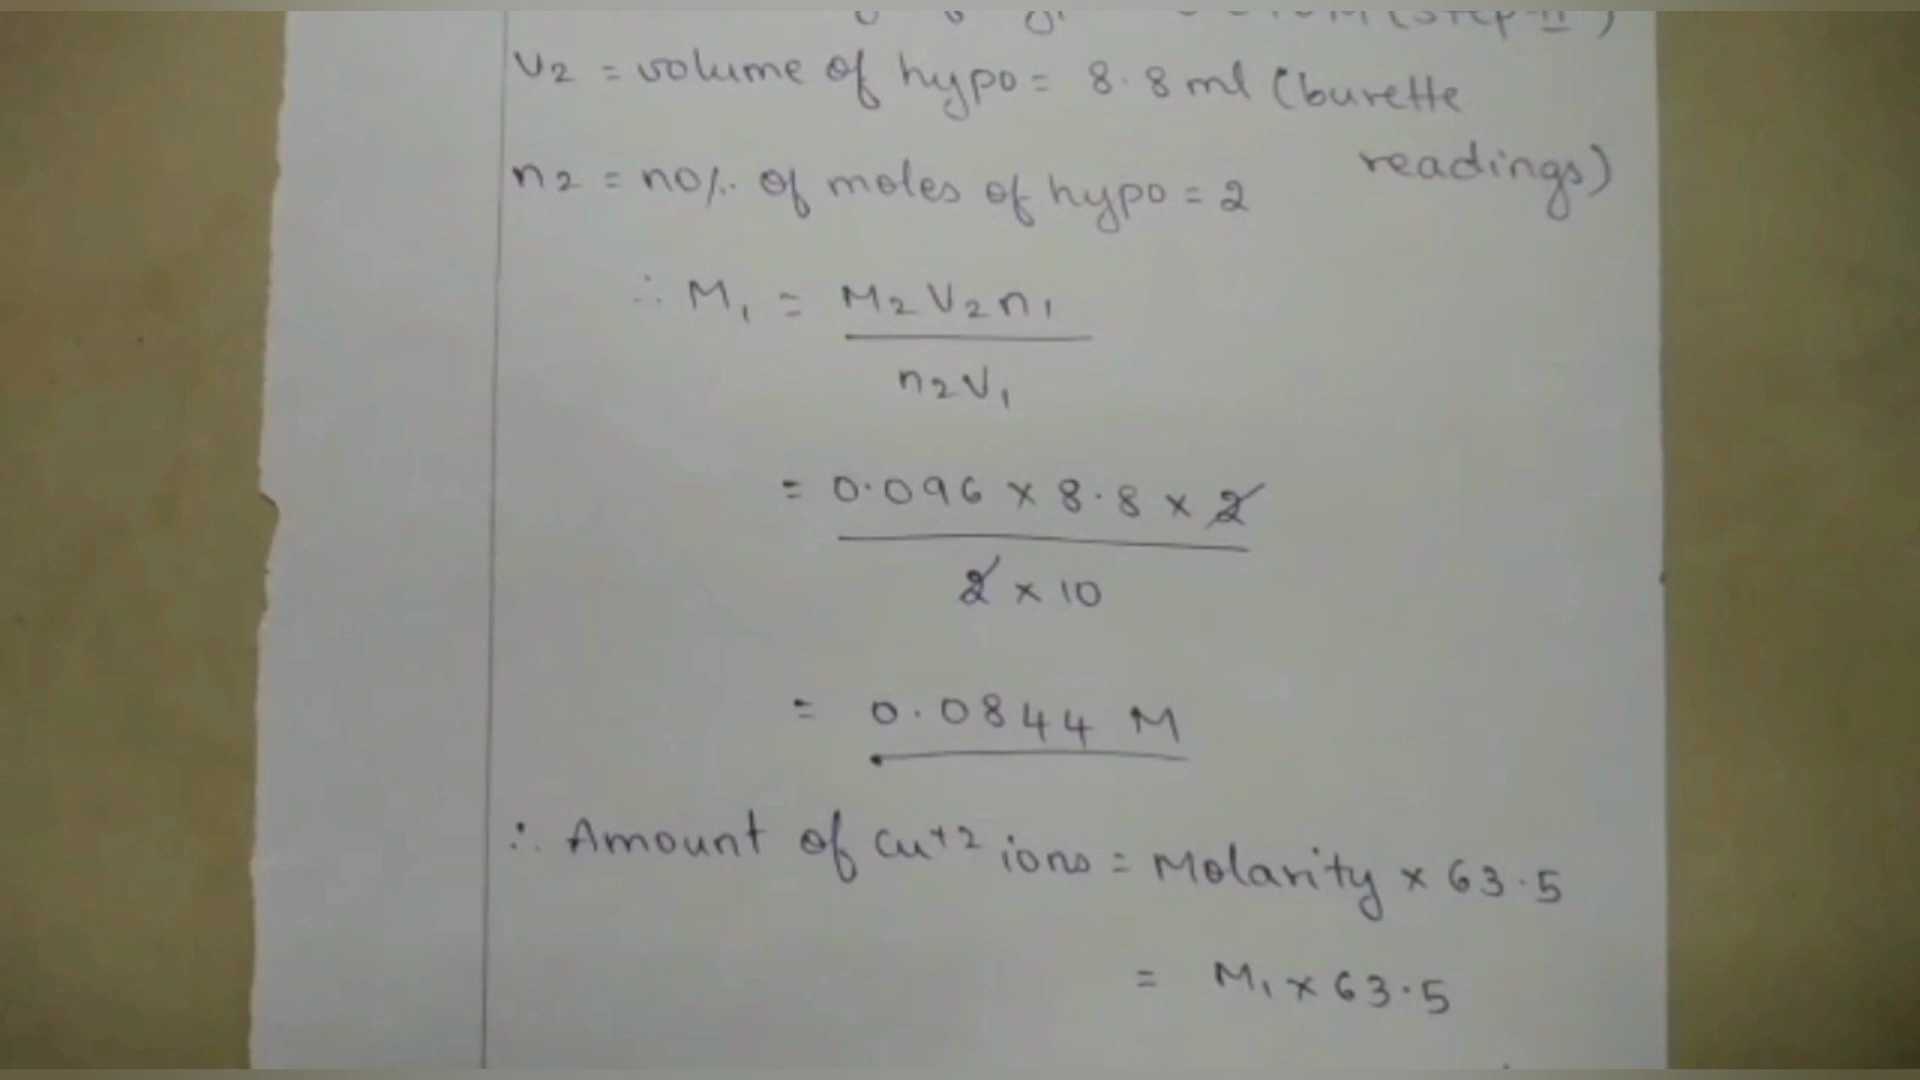 V2 = volume of hypo = 8.8 ml (burette
readings)
n2 = no/. of moles of hypo = 2
∴ M1 = M2V2n1
n2V1
= 0.096 × 8.8 × 2
2 × 10
= 0.0844 M
∴ Amount of Cu+2 ions = Molarity × 63.5
= M1 × 63.5